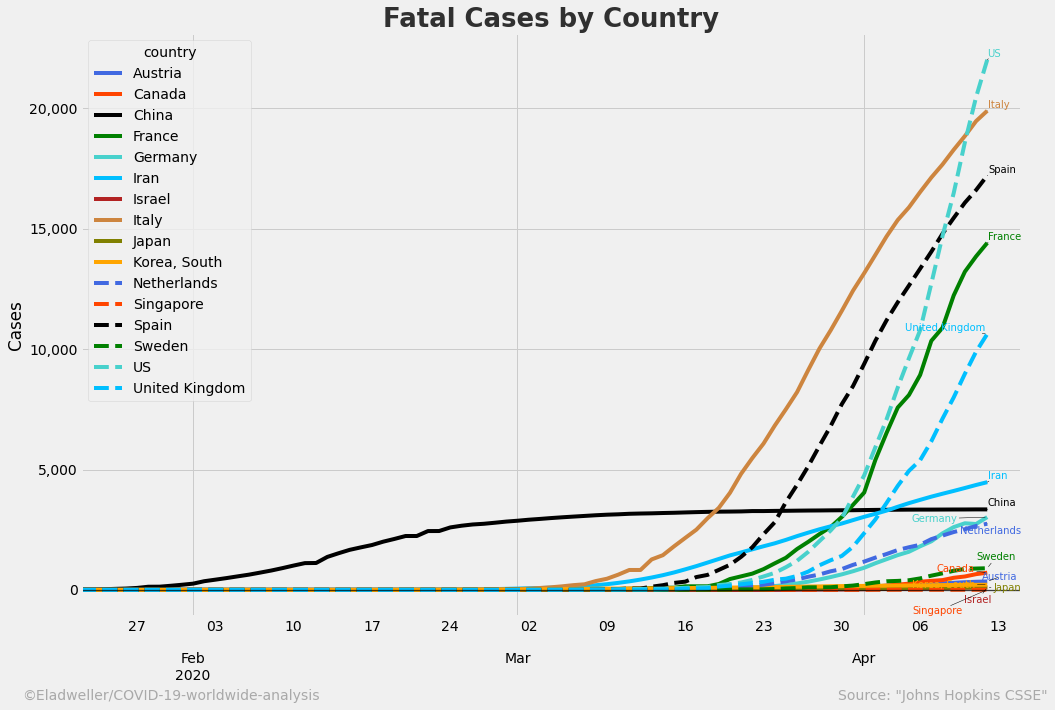 Fatal Cases by Country
country
Austria
Canada
China
France
Germany
Iran
Israel
Italy
Japan
Korea, South
Netherlands
Singapore
Spain
Sweden
US
United Kingdom
Cases
20,000
15,000
10,000
5,000
0
US
Italy
Spain
France
United Kingdom
Iran
China
Germany
Netherlands
Sweden
Canada
Austria
Japan
Israel
Singapore
27 03 10 17 24 02 09 16 23 30 06 13
Feb Mar Apr
2020
©Eladweller/COVID-19-worldwide-analysis
Source: "Johns Hopkins CSSE"